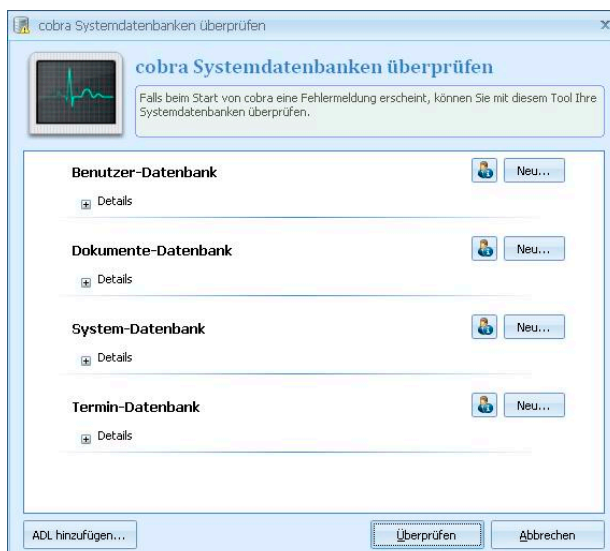 cobra Systemdatenbanken überprüfen
cobra Systemdatenbanken überprüfen
Falls beim Start von cobra eine Fehlermeldung erscheint, können Sie mit diesem Tool Ihre
Systemdatenbanken überprüfen.
Benutzer-Datenbank
Neu...
Details
Dokumente-Datenbank
Neu...
Details
System-Datenbank
Neu...
Details
Termin-Datenbank
Neu...
Details
ADL hinzufügen...
Überprüfen
Abbrechen